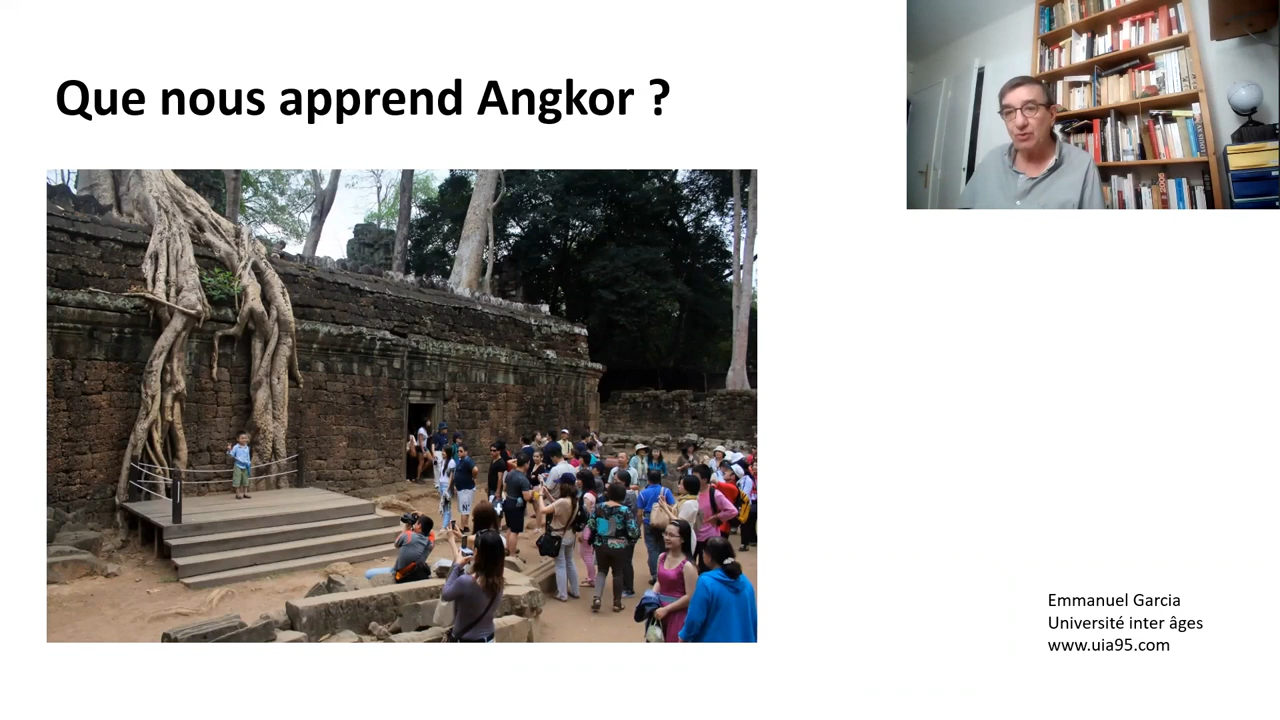 Que nous apprend Angkor ?
Emmanuel Garcia
Université inter âges
www.uia95.com